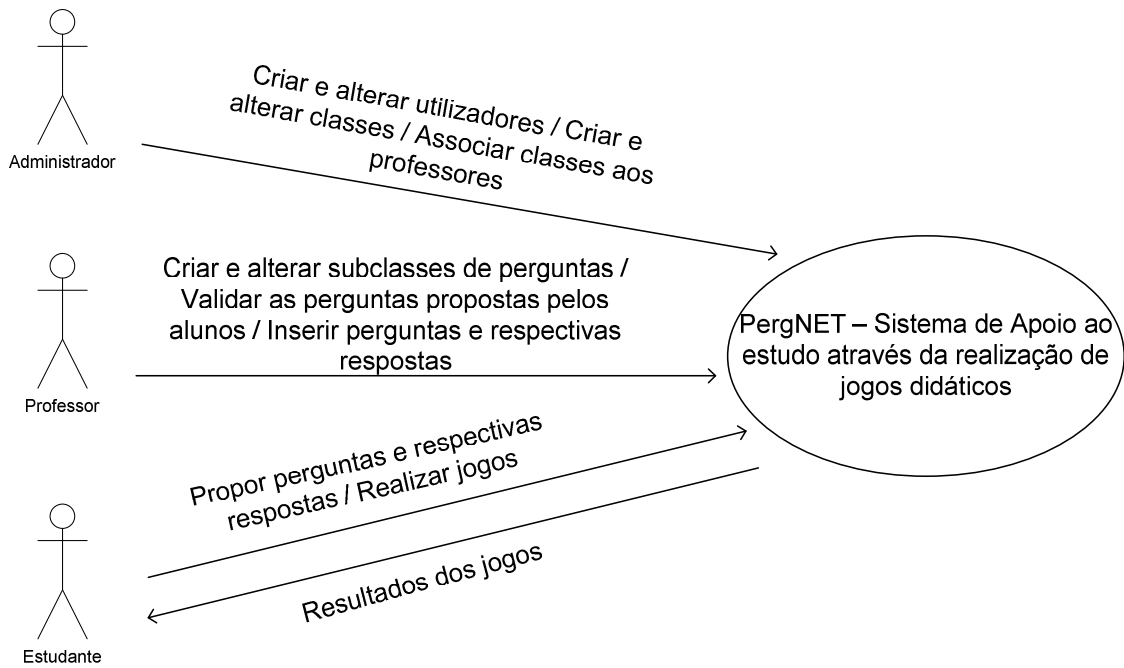 Administrador
Criar e alterar utilizadores / Criar e
alterar classes / Associar classes aos
professores
Professor
Criar e alterar subclasses de perguntas /
Validar as perguntas propostas pelos
alunos / Inserir perguntas e respectivas
respostas
PergNET – Sistema de Apoio ao
estudo através da realização de
jogos didáticos
Estudante
Propor perguntas e respectivas
respostas / Realizar jogos
Resultados dos jogos